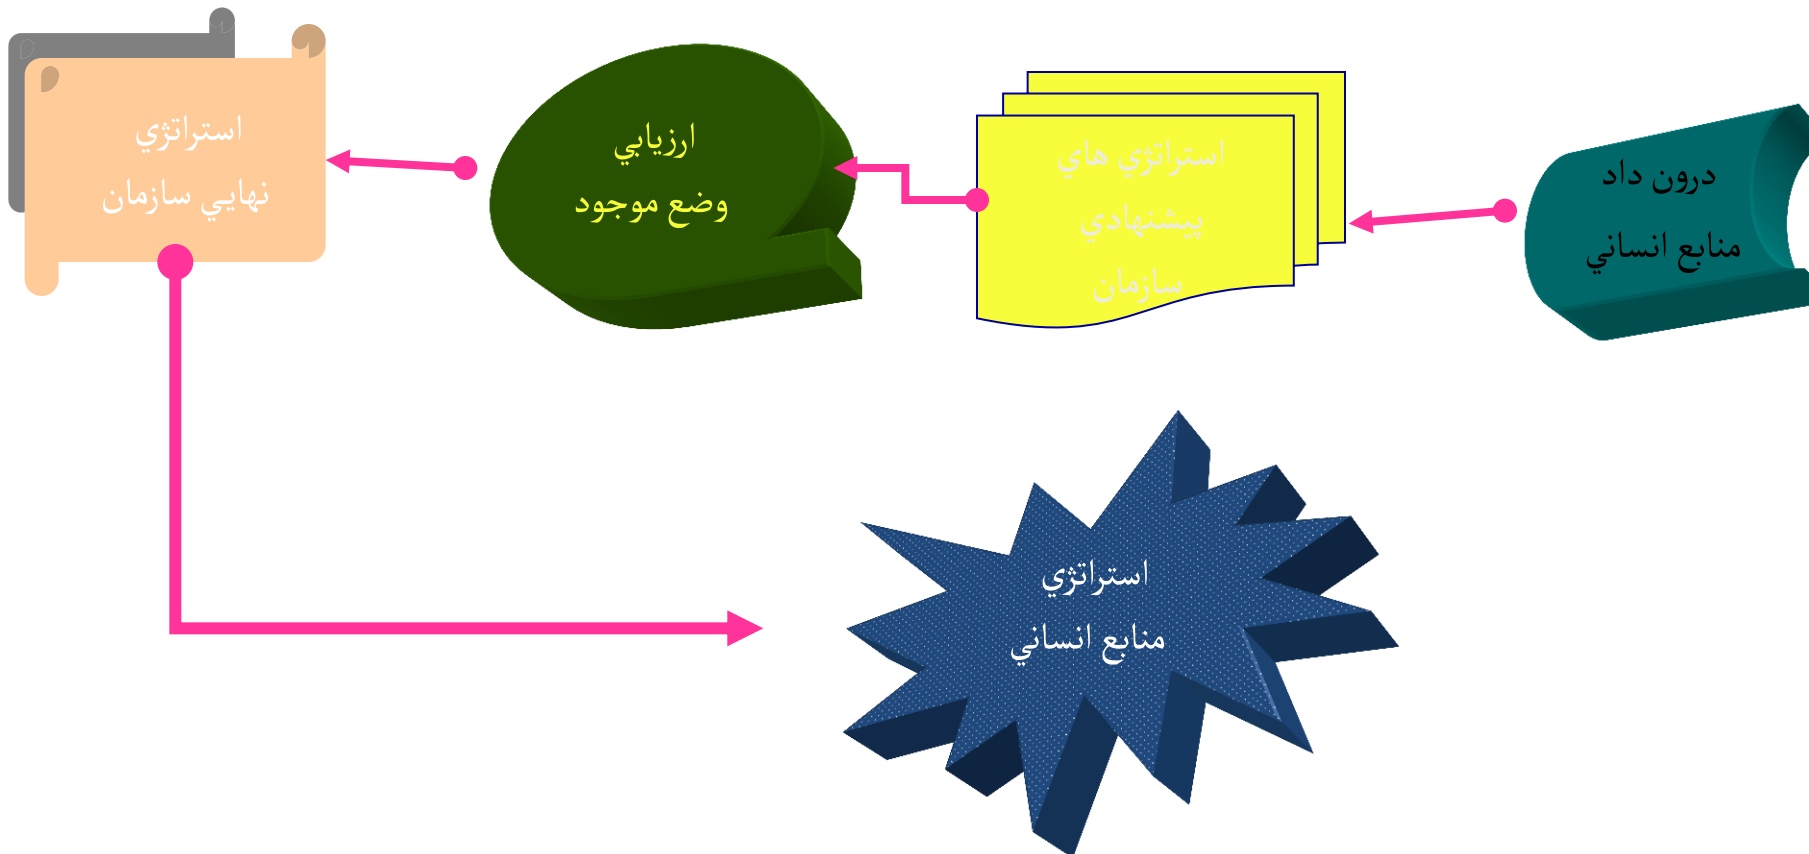 درون داد
منابع انساني
استراتژي هاي
پيشنهادي
سازمان
ارزيابي
وضع موجود
استراتژي
نهايي سازمان
استراتژي
منابع انساني